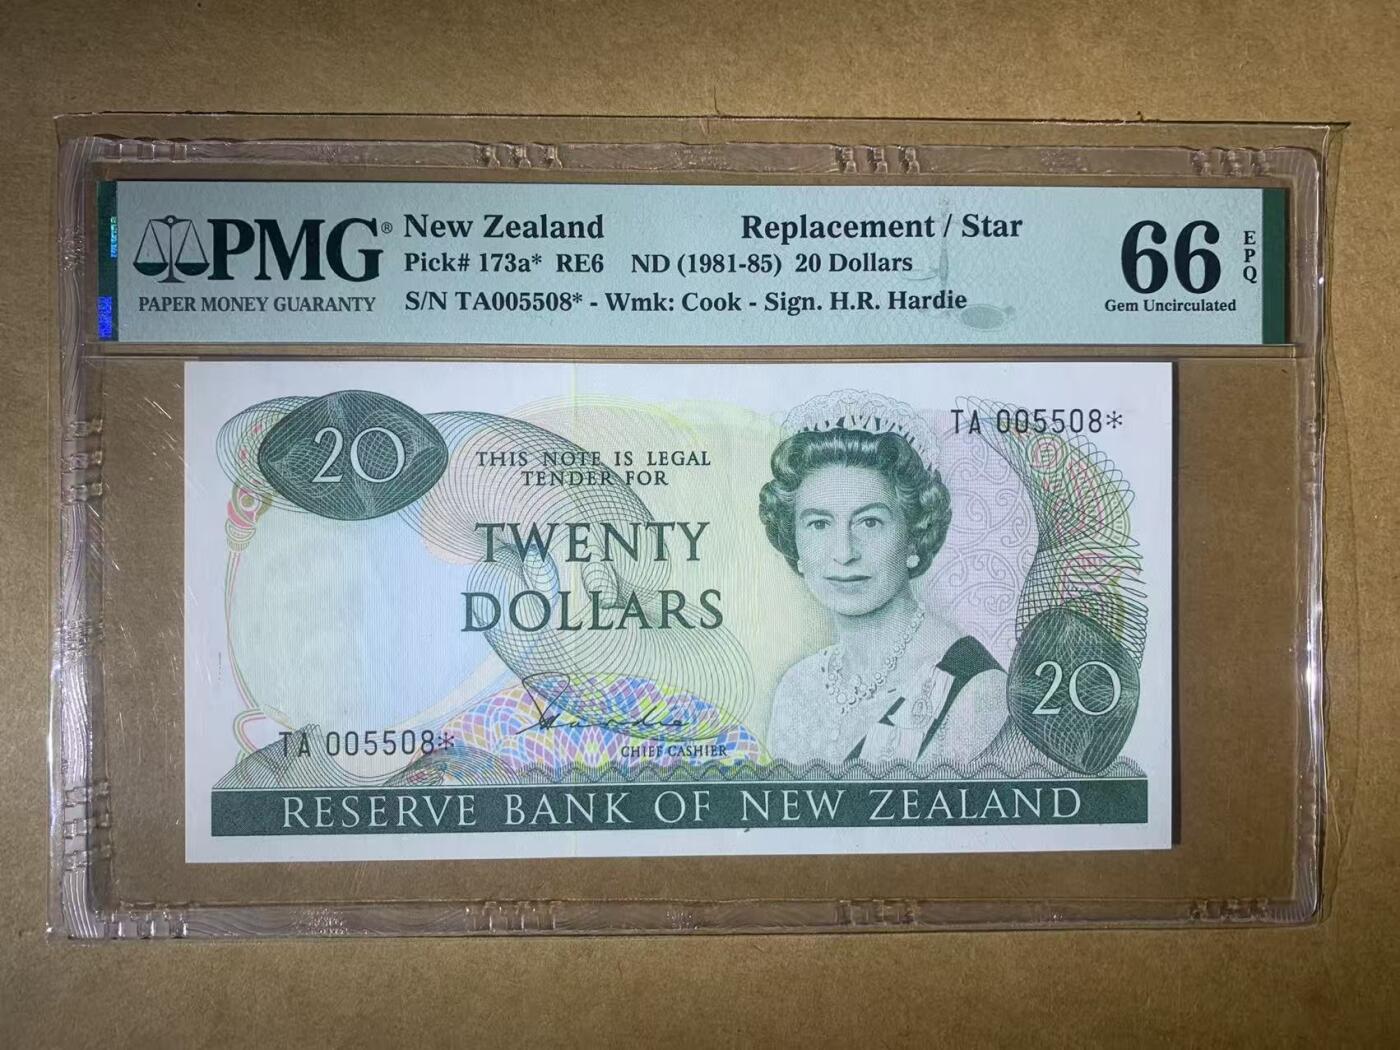 PMG® New Zealand Replacement / Star
Pick# 173a* RE6 ND (1981-85) 20 Dollars
PAPER MONEY GUARANTY S/N TA005508* - Wmk: Cook - Sign. H.R. Hardie
66 EPQ
Gem Uncirculated
20
TA 005508*
THIS NOTE IS LEGAL
TENDER FOR
TWENTY
DOLLARS
20
TA 005508*
CHIEF CASHIER
RESERVE BANK OF NEW ZEALAND